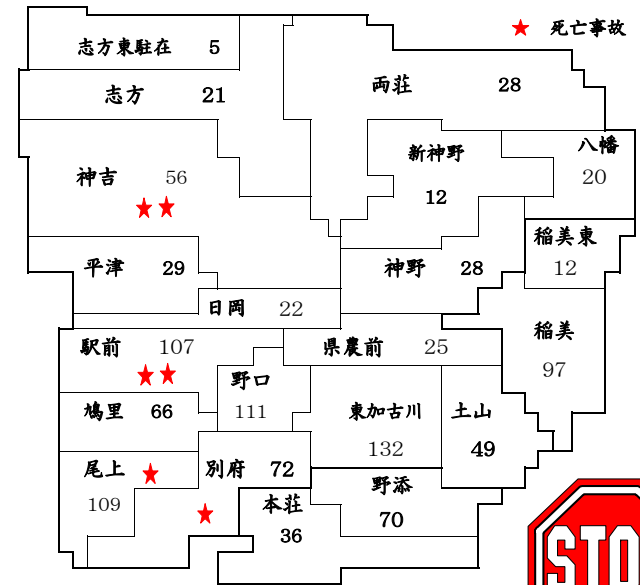 ★ 死亡事故
志方東駐在 5
志方 21
両荘 28
新神野
12
八幡
20
神吉 56
★★
稲美東
12
平津 29
神野 28
日岡 22
稲美
97
駅前 107
★★
県農前 25
野口
111
鳩里 66
東加古川
132
土山
49
尾上 ★
109
別府 72
★
野添
70
本荘
36
STO